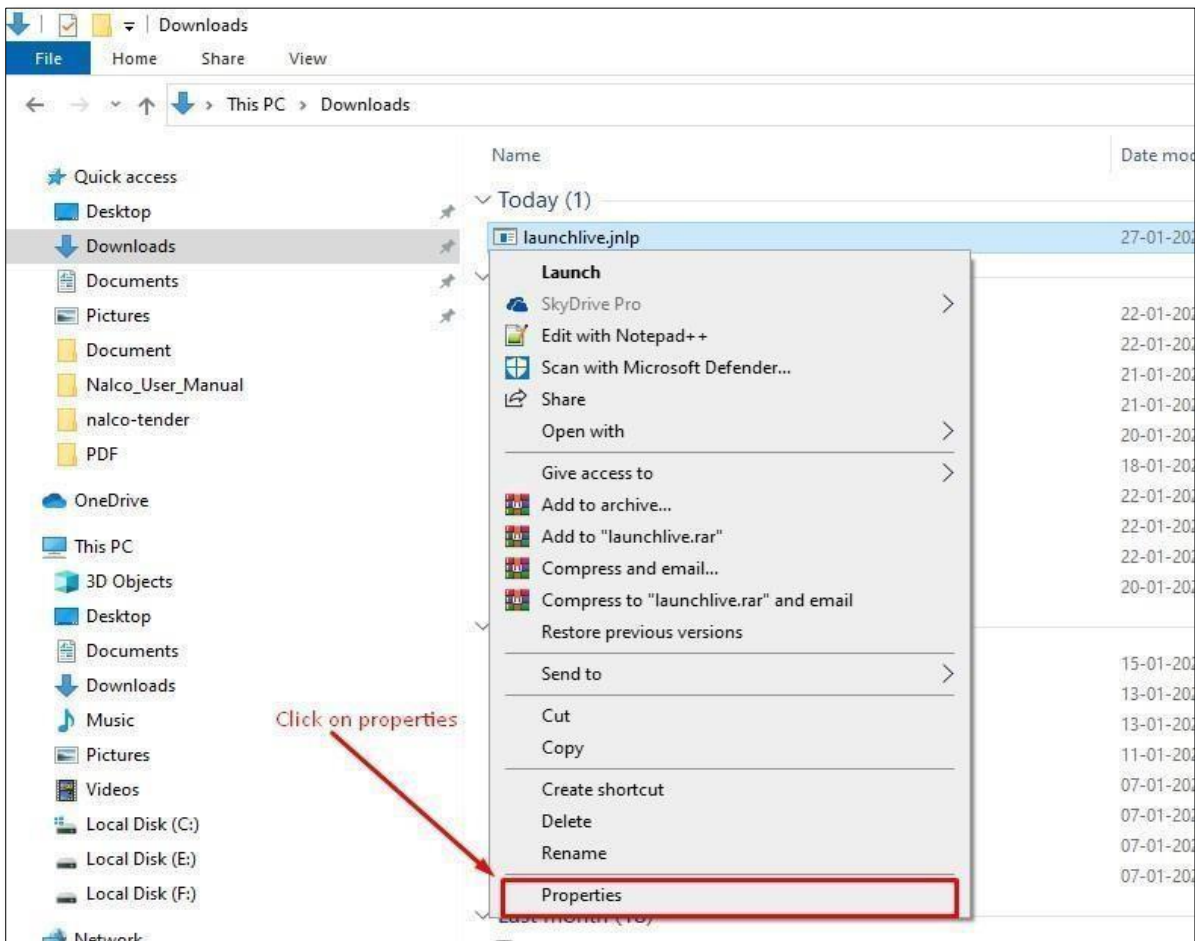 Downloads
File Home Share View
This PC > Downloads
Name Date mod
Quick access
Desktop
Downloads
Documents
Pictures
Document
Nalco_User_Manual
nalco-tender
PDF
OneDrive
This PC
3D Objects
Desktop
Documents
Downloads
Music
Pictures
Videos
Local Disk (C:)
Local Disk (E:)
Local Disk (F:)
Network
Today (1)
launchlive.jnlp 27-01-202
Launch
SkyDrive Pro
Edit with Notepad++
Scan with Microsoft Defender...
Share
Open with
Give access to
Add to archive...
Add to "launchlive.rar"
Compress and email...
Compress to "launchlive.rar" and email
Restore previous versions
Send to
Cut
Copy
Create shortcut
Delete
Rename
Properties
Click on properties
Last month
22-01-202
22-01-202
21-01-202
21-01-202
20-01-202
18-01-202
22-01-202
22-01-202
22-01-202
20-01-202
15-01-202
13-01-202
13-01-202
11-01-202
07-01-202
07-01-202
07-01-202
07-01-202